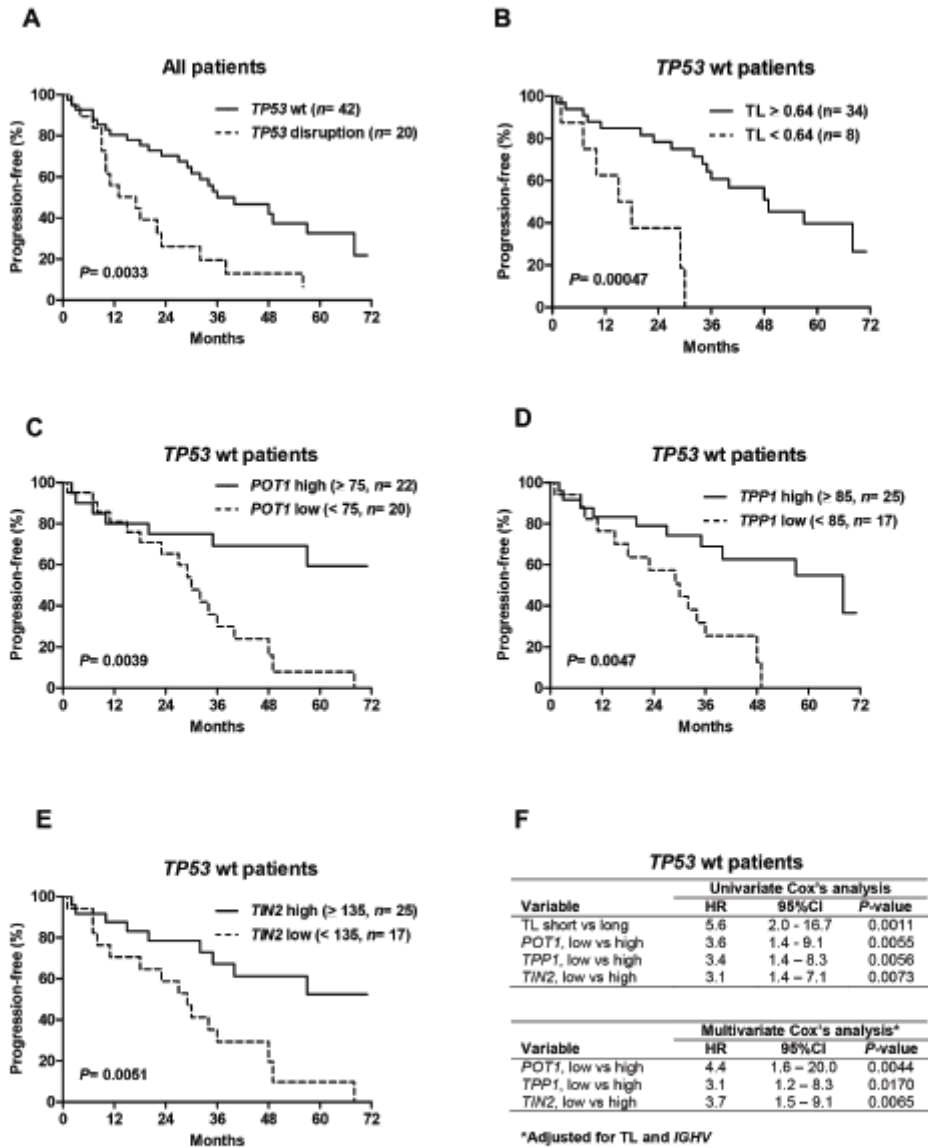 A
All patients
TP53 wt (n= 42)
TP53 disruption (n= 20)
Progression-free (%)
100
80
60
40
20
0
P= 0.0033
0 12 24 36 48 60 72
Months
B
TP53 wt patients
TL ≥ 0.64 (n= 34)
TL < 0.64 (n= 8)
Progression-free (%)
100
80
60
40
20
0
P= 0.00047
0 12 24 36 48 60 72
Months
C
TP53 wt patients
POT1 high (≥ 75, n= 22)
POT1 low (< 75, n= 20)
Progression-free (%)
100
80
60
40
20
0
P= 0.0039
0 12 24 36 48 60 72
Months
D
TP53 wt patients
TPP1 high (> 85, n= 25)
TPP1 low (< 85, n= 17)
Progression-free (%)
100
80
60
40
20
0
P= 0.0047
0 12 24 36 48 60 72
Months
E
TP53 wt patients
TIN2 high (> 135, n= 25)
TIN2 low (< 135, n= 17)
Progression-free (%)
100
80
60
40
20
0
P= 0.0051
0 12 24 36 48 60 72
Months
F
TP53 wt patients
Univariate Cox's analysis
Variable HR 95%CI P-value
TL short vs long 5.6 2.0 - 16.7 0.0011
POT1, low vs high 3.6 1.4 - 9.1 0.0055
TPP1, low vs high 3.4 1.4 – 8.3 0.0056
TIN2, low vs high 3.1 1.4 – 7.1 0.0073
Multivariate Cox's analysis*
Variable HR 95%CI P-value
POT1, low vs high 4.4 1.6 – 20.0 0.0044
TPP1, low vs high 3.1 1.2 – 8.3 0.0170
TIN2, low vs high 3.7 1.5 – 9.1 0.0065
*Adjusted for TL and IGHV